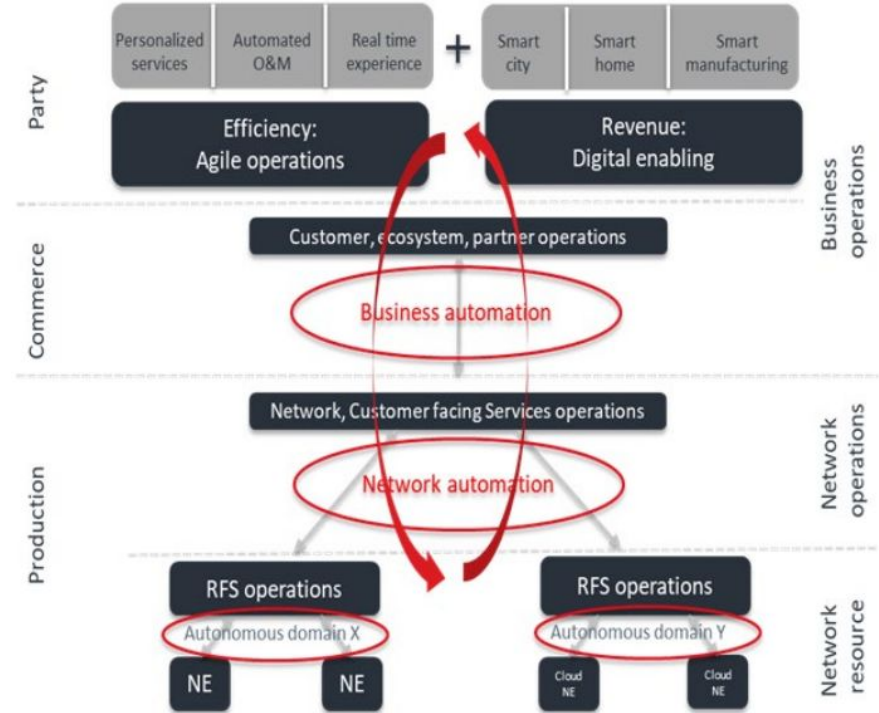 Personalized
services
Automated
O&M
Real time
experience
+
Smart
city
Smart
home
Smart
manufacturing
Party
Efficiency:
Agile operations
Revenue:
Digital enabling
Business
operations
Customer, ecosystem, partner operations
Commerce
Business automation
Network, Customer facing Services operations
Network
operations
Network automation
Production
RFS operations
RFS operations
Autonomous domain X
Autonomous domain Y
Network
resource
NE
NE
Cloud
NE
Cloud
NE